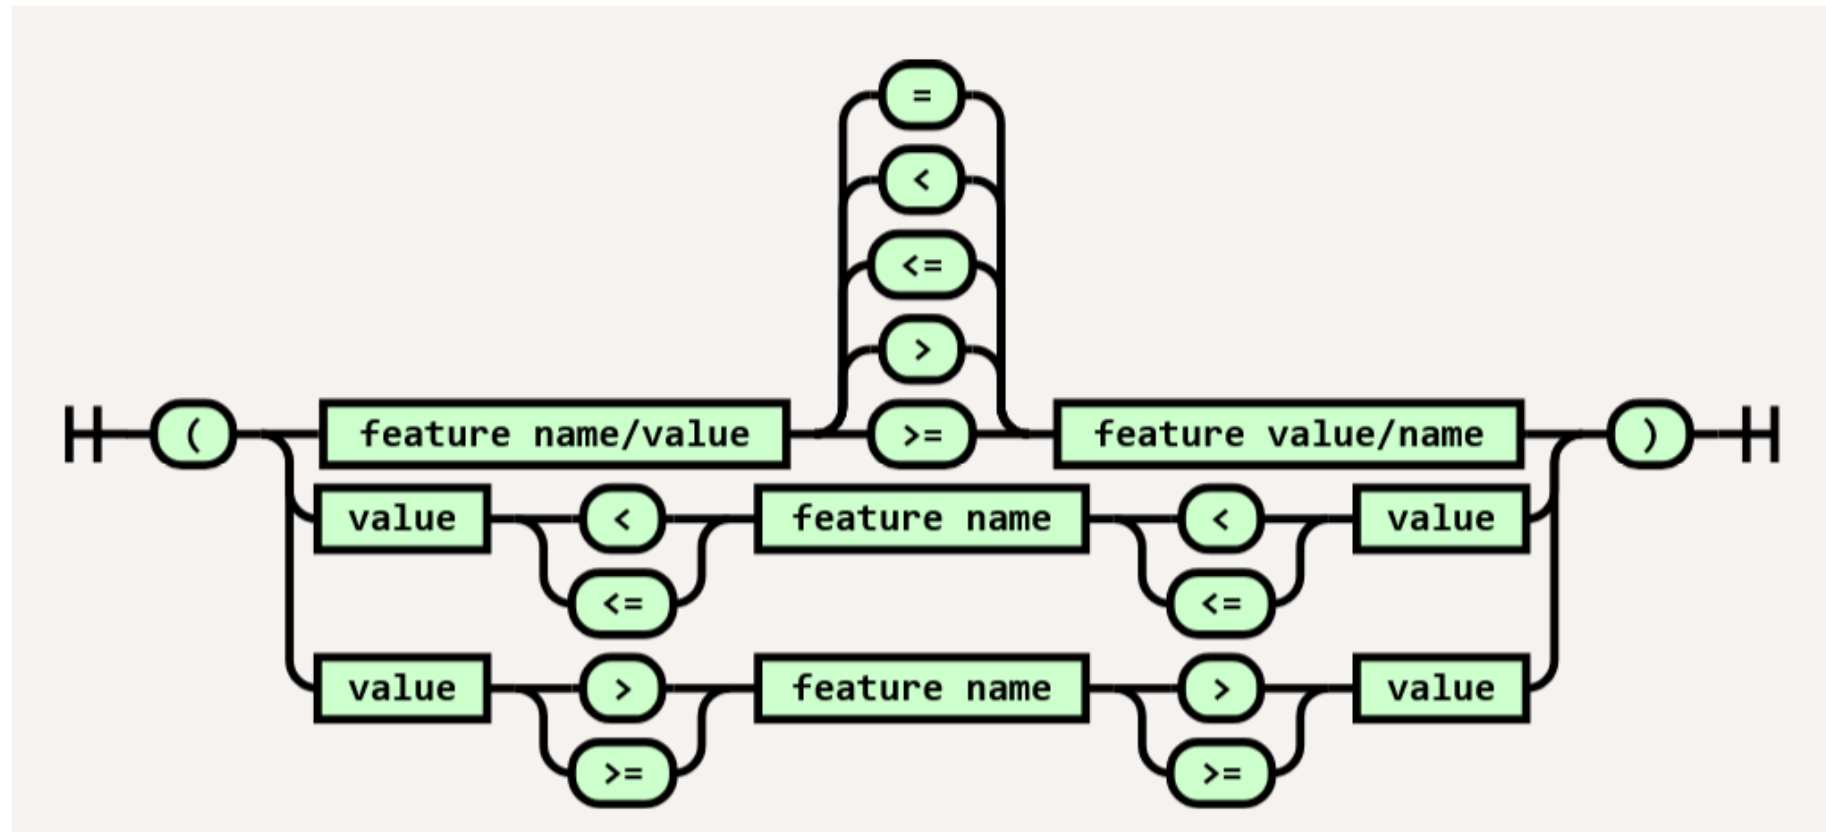 =
<
<=
>
( feature name/value >= feature value/name )
value < feature name < value
<= <=
value > feature name > value
>= >=